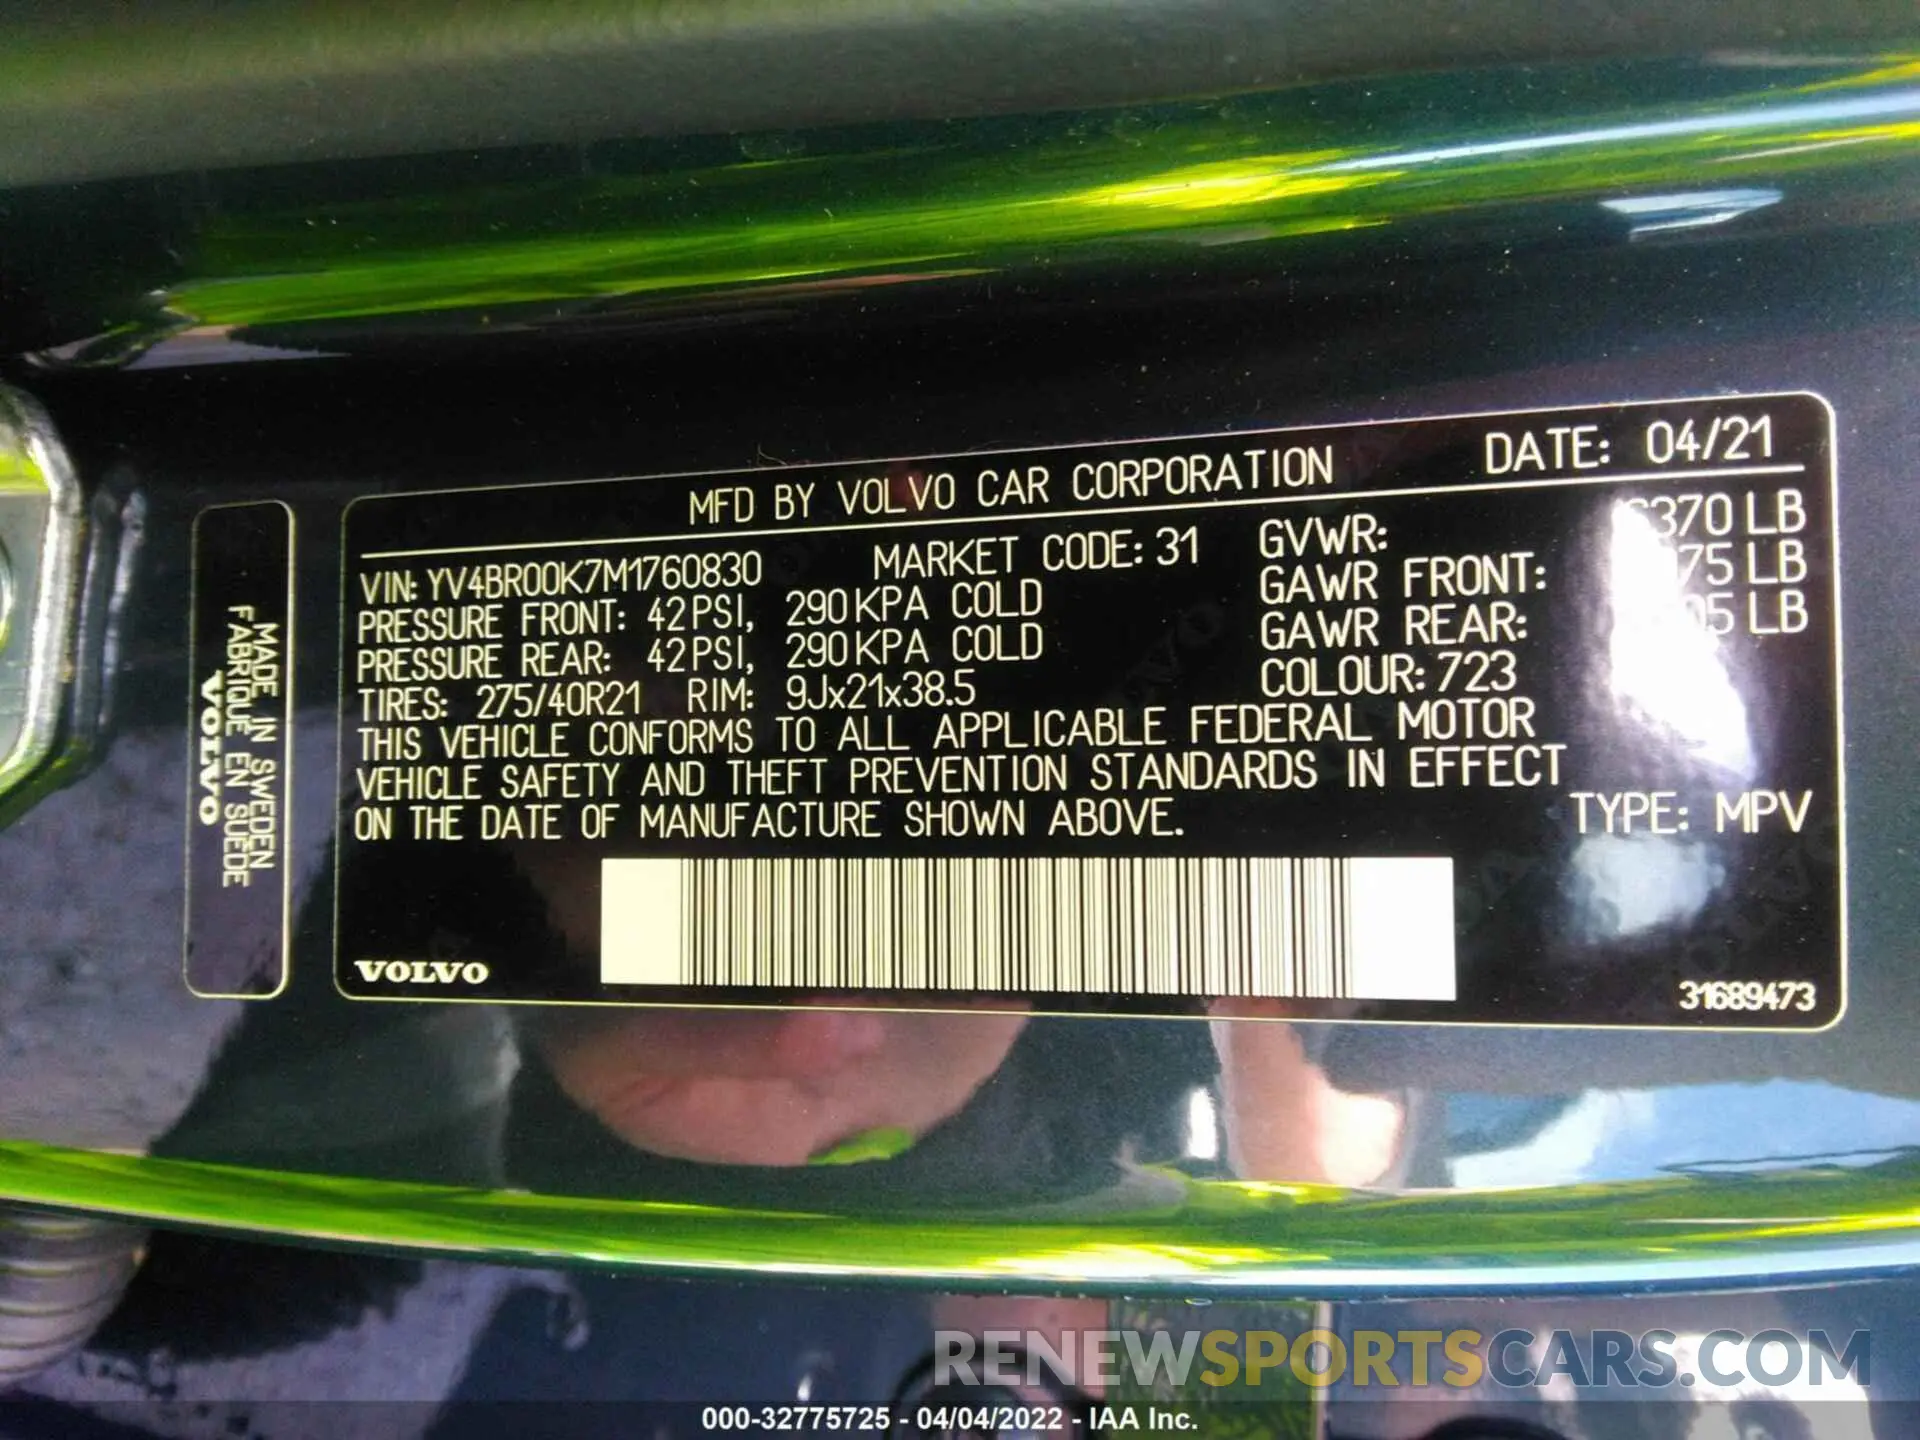 MFD BY VOLVO CAR CORPORATION DATE: 04/21
VIN: YV4BR00K7M1760830 MARKET CODE: 31 GVWR: LB
PRESSURE FRONT: 42 PSI, 290 KPA COLD GAWR FRONT: LB
PRESSURE REAR: 42 PSI, 290 KPA COLD GAWR REAR: LB
TIRES: 275/40R21 RIM: 9Jx21x38.5 COLOUR: 723
THIS VEHICLE CONFORMS TO ALL APPLICABLE FEDERAL MOTOR
VEHICLE SAFETY AND THEFT PREVENTION STANDARDS IN EFFECT
ON THE DATE OF MANUFACTURE SHOWN ABOVE. TYPE: MPV
VOLVO
31689473
MADE IN SWEDEN
FABRIQUÉ EN SUÈDE
VOLVO
RENEWSPORTSCARS.COM
000-32775725 - 04/04/2022 - IAA Inc.